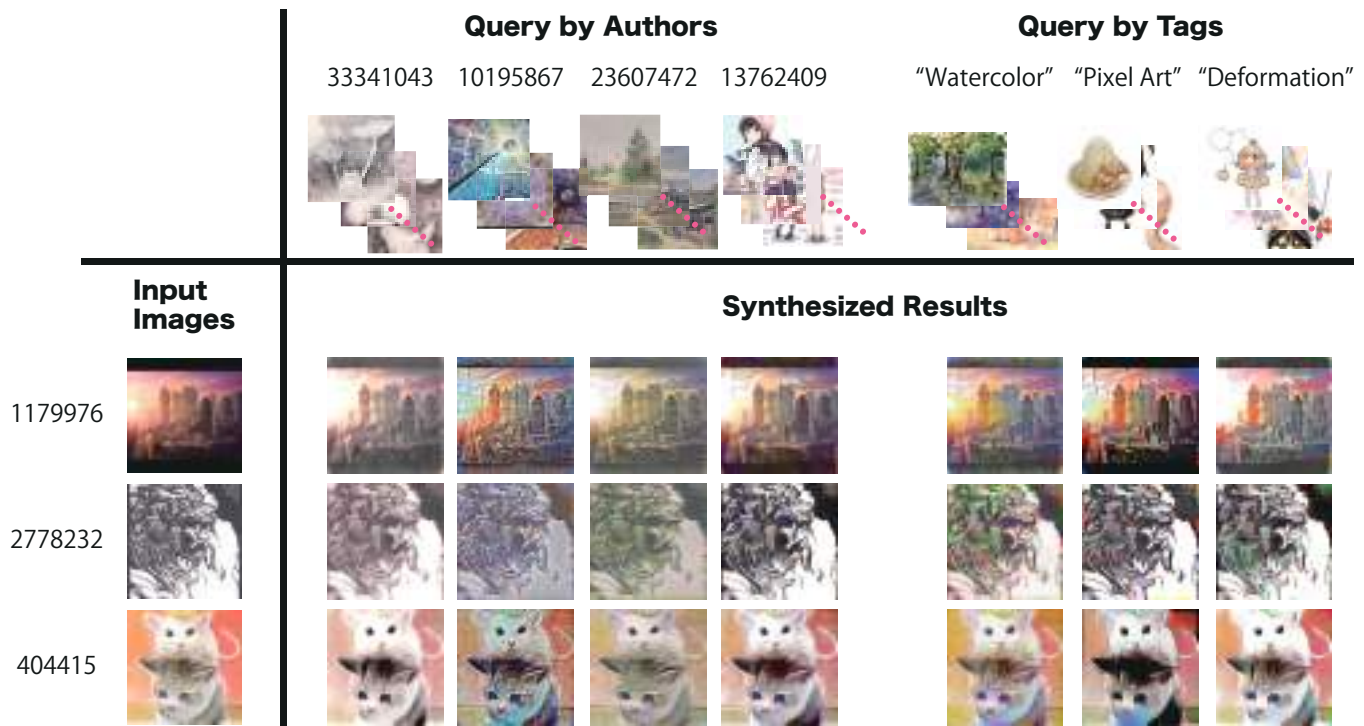 Query by Authors
Query by Tags
33341043 10195867 23607472 13762409
“Watercolor” “Pixel Art” “Deformation”
Input
Images
Synthesized Results
1179976
2778232
404415